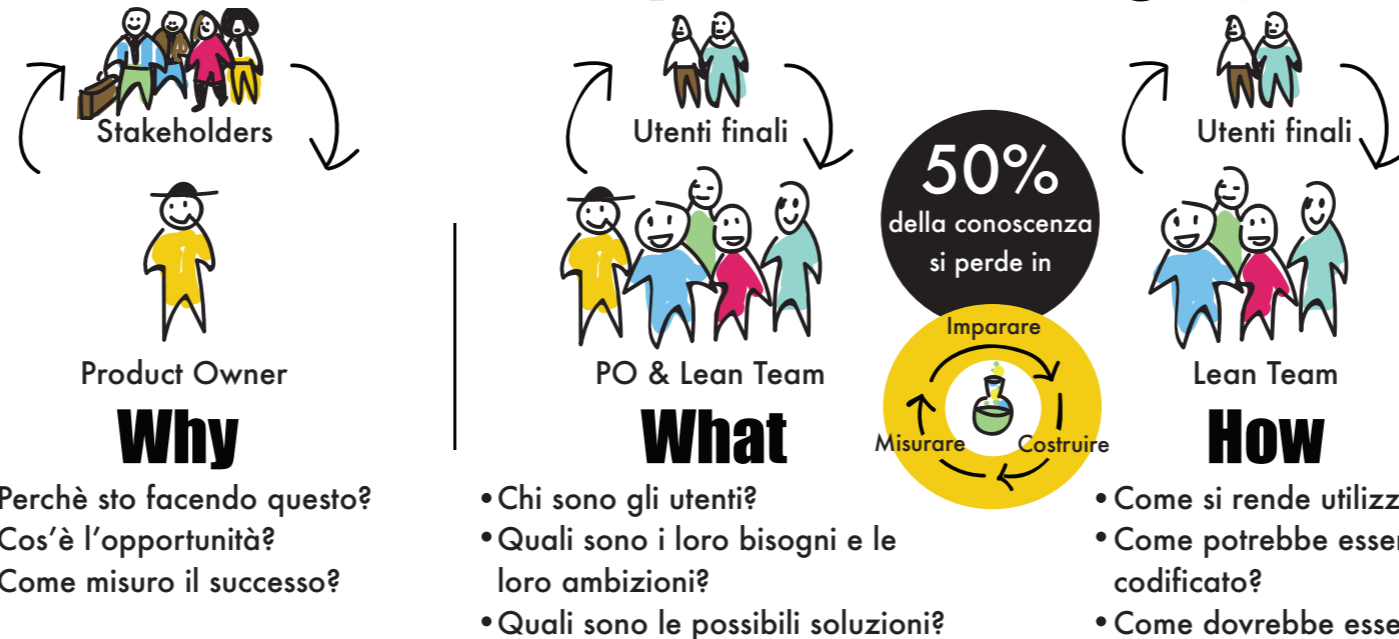 Stakeholders
Product Owner
Why
Perchè sto facendo questo?
Cos’è l’opportunità?
Come misuro il successo?
Utenti finali
PO & Lean Team
What
• Chi sono gli utenti?
• Quali sono i loro bisogni e le
loro ambizioni?
• Quali sono le possibili soluzioni?
50%
della conoscenza
si perde in
Imparare
Misurare
Costruire
Utenti finali
Lean Team
How
• Come si rende
• Come potrebbe
codificato?
• Come dovrebbe